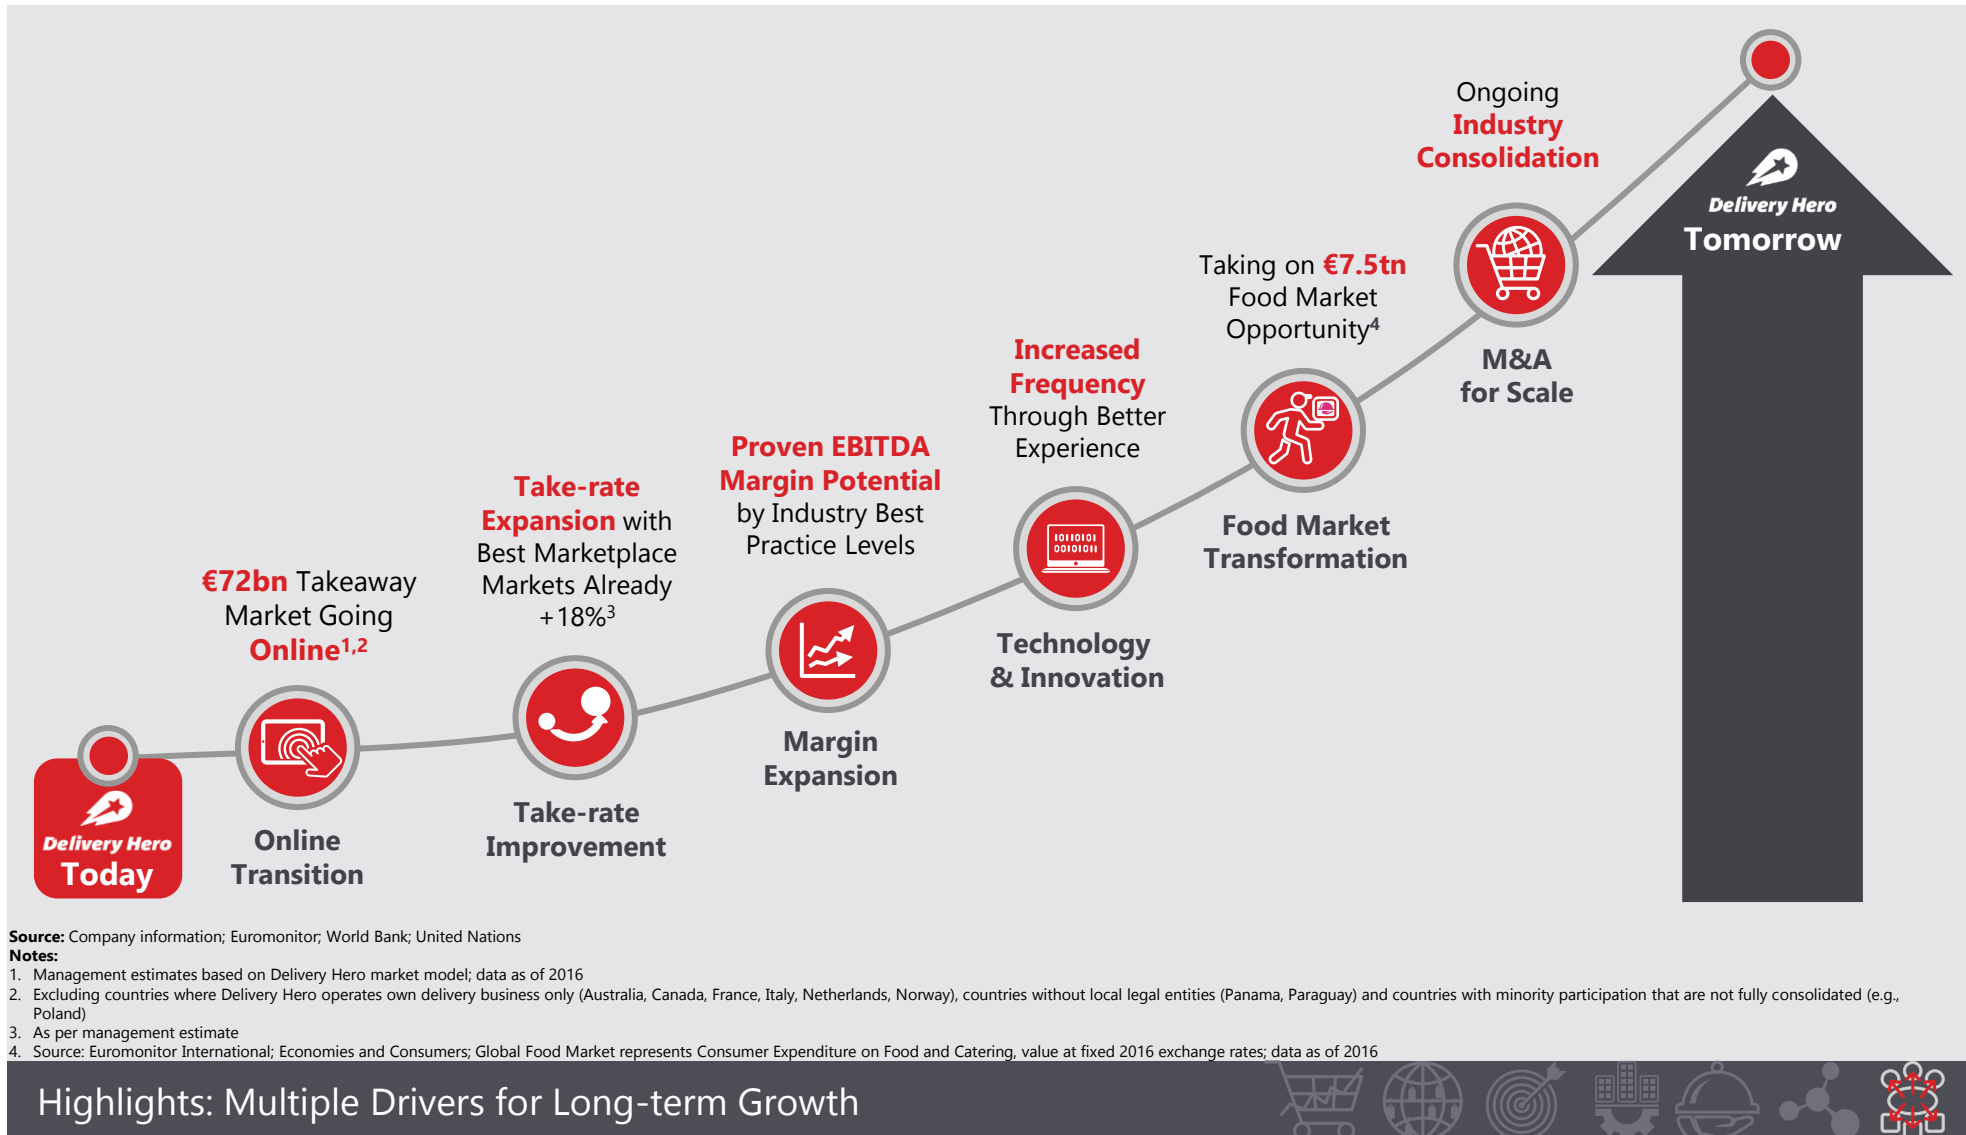 Ongoing
Industry
Consolidation
Delivery Hero
Tomorrow
M&A
for Scale
Taking on €7.5tn
Food Market
Opportunity4
Food Market
Transformation
Increased
Frequency
Through Better
Experience
10110101
00101011
Technology
& Innovation
Proven EBITDA
Margin Potential
by Industry Best
Practice Levels
Margin
Expansion
Take-rate
Expansion with
Best Marketplace
Markets Already
+18%3
Take-rate
Improvement
€72bn Takeaway
Market Going
Online1,2
Online
Transition
Delivery Hero
Today
Source: Company information; Euromonitor; World Bank; United Nations
Notes:
1. Management estimates based on Delivery Hero market model; data as of 2016
2. Excluding countries where Delivery Hero operates own delivery business only (Australia, Canada, France, Italy, Netherlands, Norway), countries without local legal entities (Panama, Paraguay) and countries with minority participation that are not fully consolidated (e.g.,
Poland)
3. As per management estimate
4. Source: Euromonitor International; Economies and Consumers; Global Food Market represents Consumer Expenditure on Food and Catering, value at fixed 2016 exchange rates; data as of 2016
Highlights: Multiple Drivers for Long-term Growth